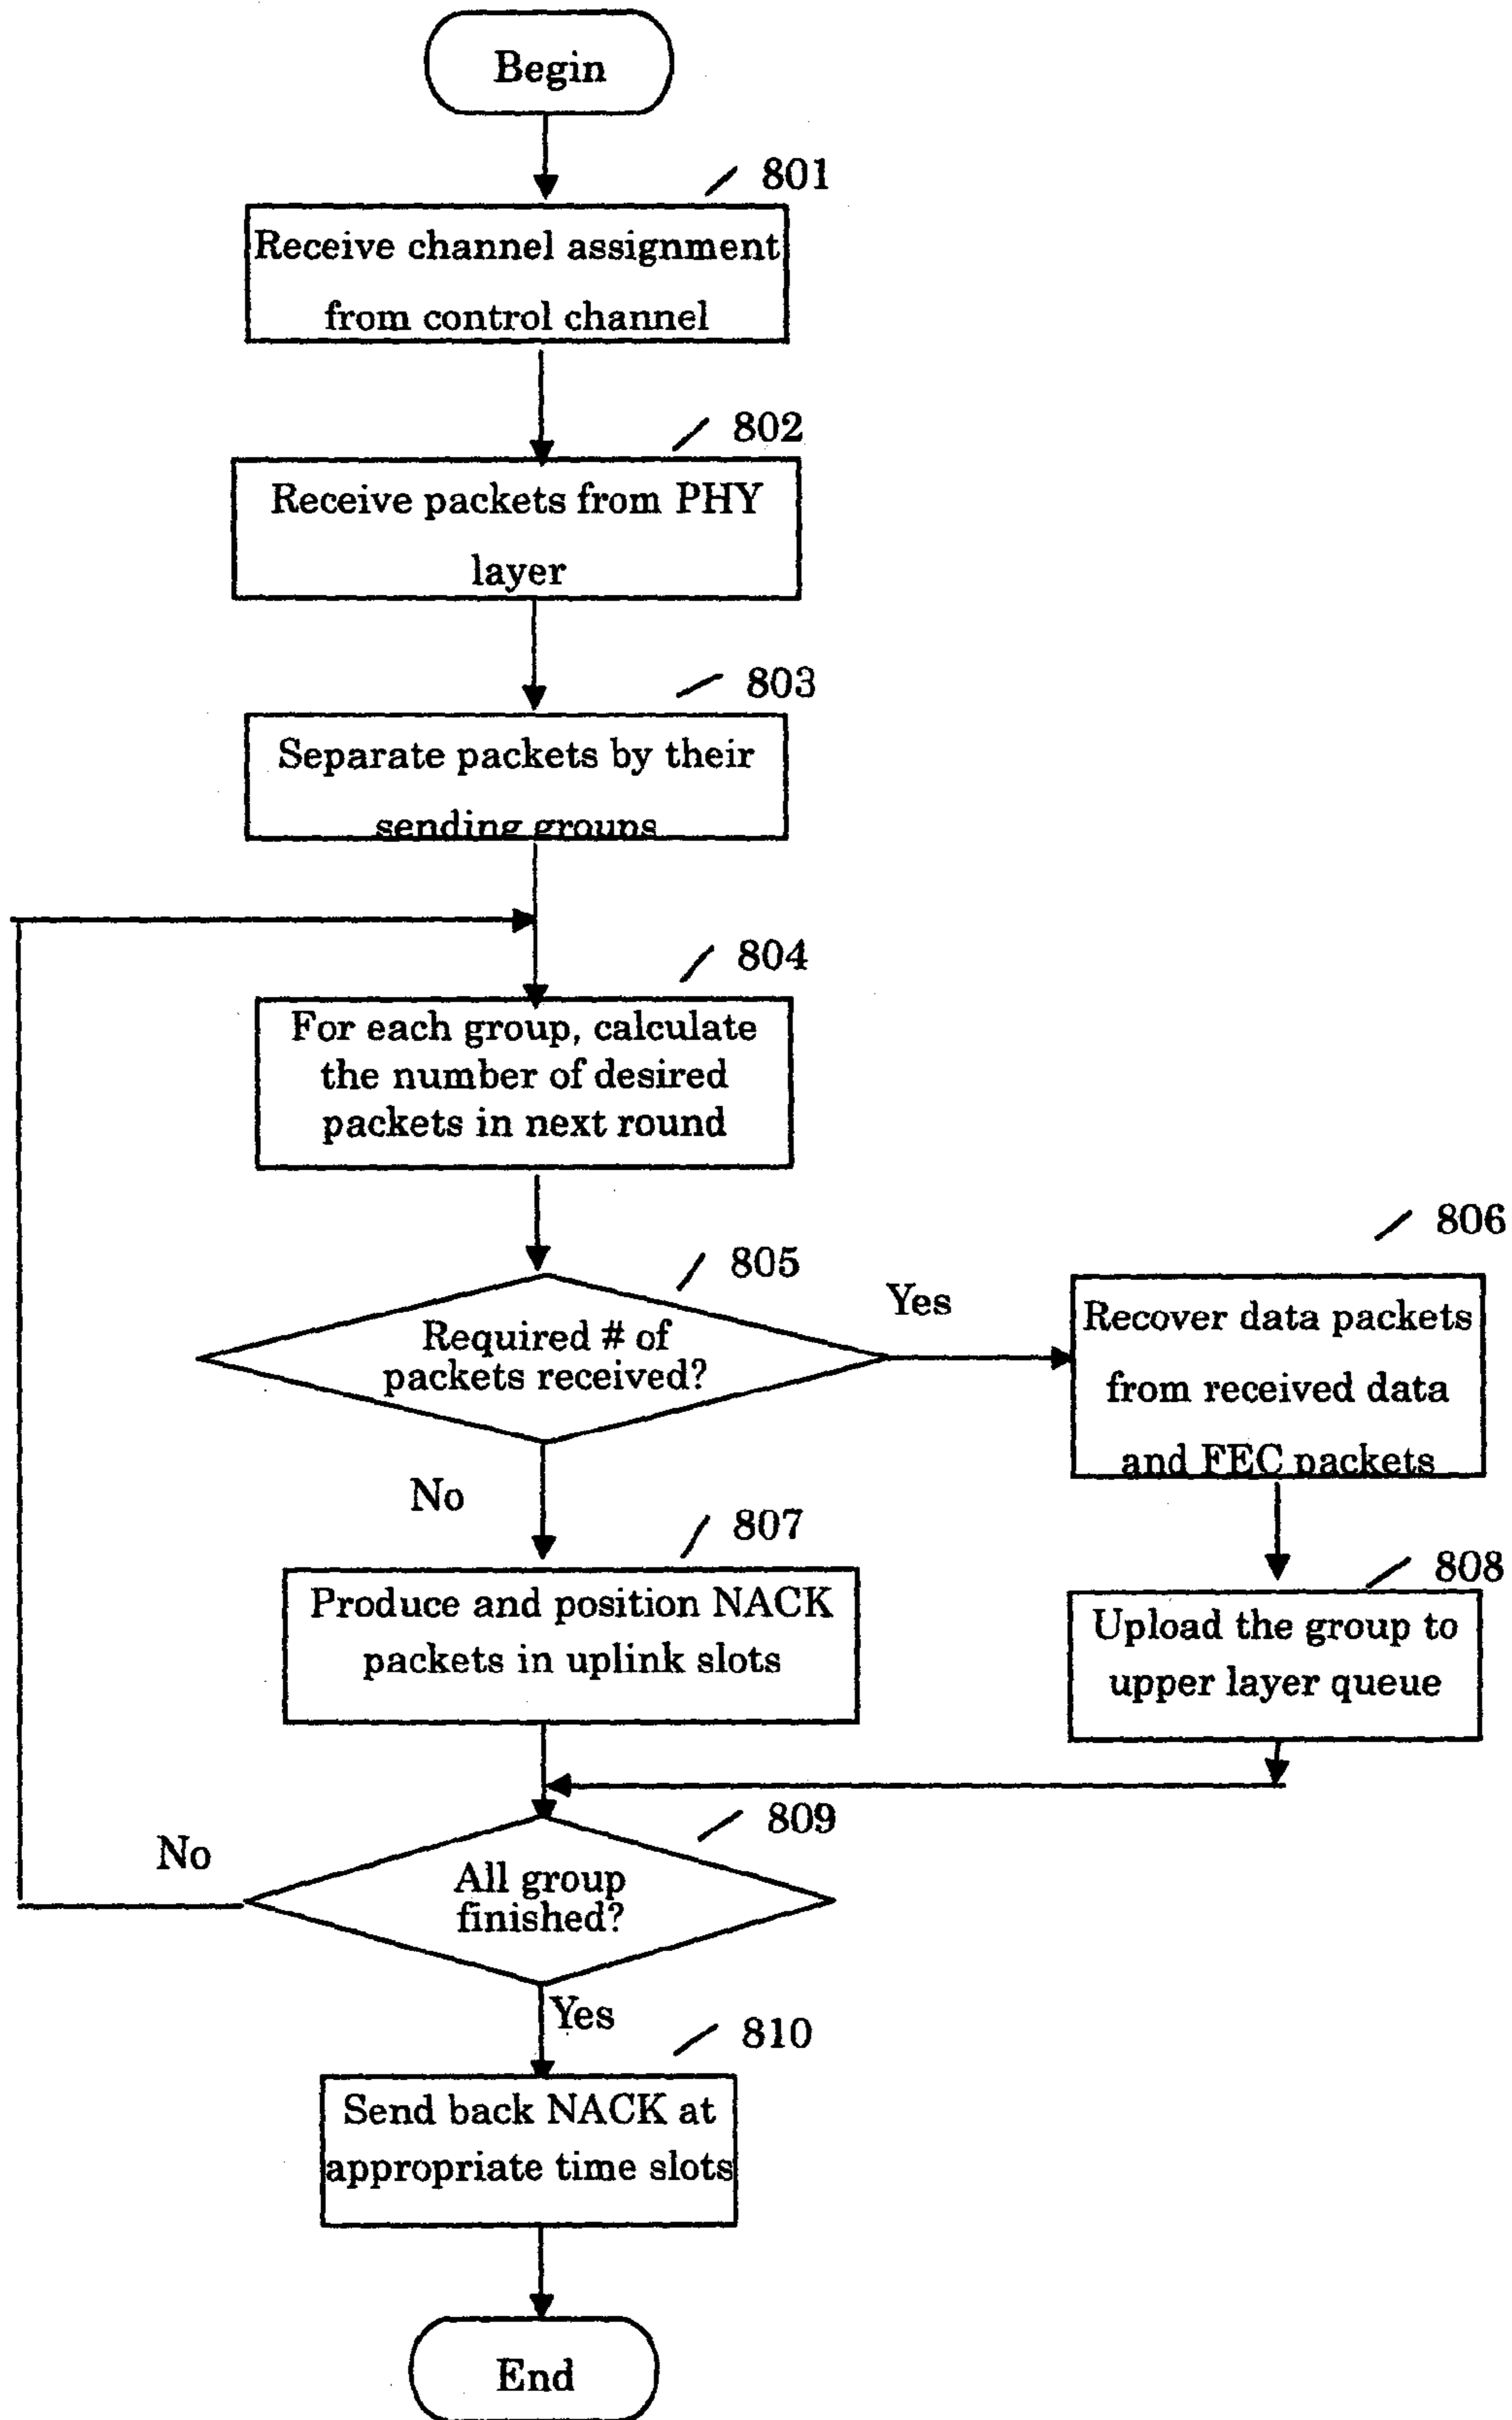 Begin
801
Receive channel assignment
from control channel
802
Receive packets from PHY
layer
803
Separate packets by their
sending groups
804
For each group, calculate
the number of desired
packets in next round
805
Required # of
packets received?
Yes
806
Recover data packets
from received data
and FEC packets
No
807
Produce and position NACK
packets in uplink slots
808
Upload the group to
upper layer queue
809
No
All group
finished?
Yes
810
Send back NACK at
appropriate time slots
End